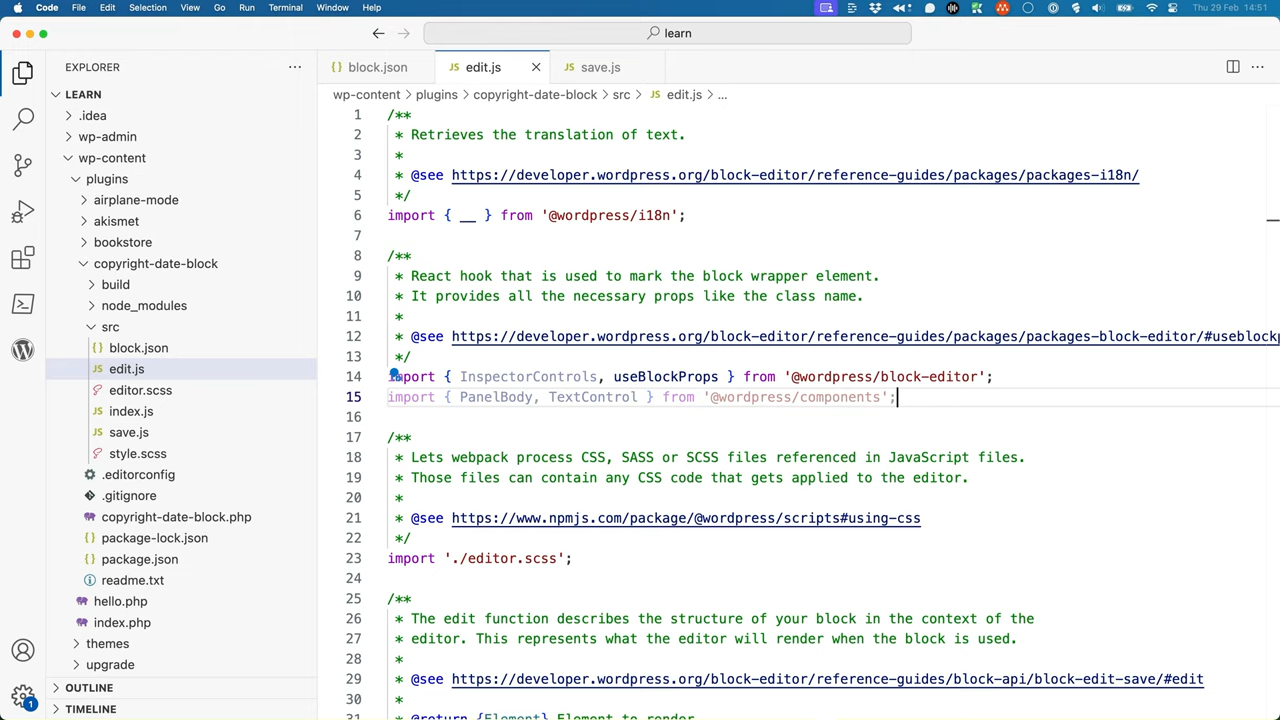 Code File Edit Selection View Go Run Terminal Window Help
Thu 29 Feb 14:51
learn
EXPLORER
LEARN
.idea
wp-admin
wp-content
plugins
airplane-mode
akismet
bookstore
copyright-date-block
build
node_modules
src
{} block.json
JS edit.js
editor.scss
JS index.js
JS save.js
style.scss
.editorconfig
.gitignore
copyright-date-block.php
{} package-lock.json
{} package.json
readme.txt
hello.php
index.php
themes
upgrade
OUTLINE
TIMELINE
1
{} block.json
JS edit.js
JS save.js
wp-content > plugins > copyright-date-block > src > JS edit.js > ...
1 /**
2 * Retrieves the translation of text.
3 *
4 * @see https://developer.wordpress.org/block-editor/reference-guides/packages/packages-i18n/
5 */
6 import { __ } from '@wordpress/i18n';
7
8 /**
9 * React hook that is used to mark the block wrapper element.
10 * It provides all the necessary props like the class name.
11 *
12 * @see https://developer.wordpress.org/block-editor/reference-guides/packages/packages-block-editor/#useblockp
13 */
14 import { InspectorControls, useBlockProps } from '@wordpress/block-editor';
15 import { PanelBody, TextControl } from '@wordpress/components';
16
17 /**
18 * Lets webpack process CSS, SASS or SCSS files referenced in JavaScript files.
19 * Those files can contain any CSS code that gets applied to the editor.
20 *
21 * @see https://www.npmjs.com/package/@wordpress/scripts#using-css
22 */
23 import './editor.scss';
24
25 /**
26 * The edit function describes the structure of your block in the context of the
27 * editor. This represents what the editor will render when the block is used.
28 *
29 * @see https://developer.wordpress.org/block-editor/reference-guides/block-api/block-edit-save/#edit
30 *
31 * @return {Element} Element to render.